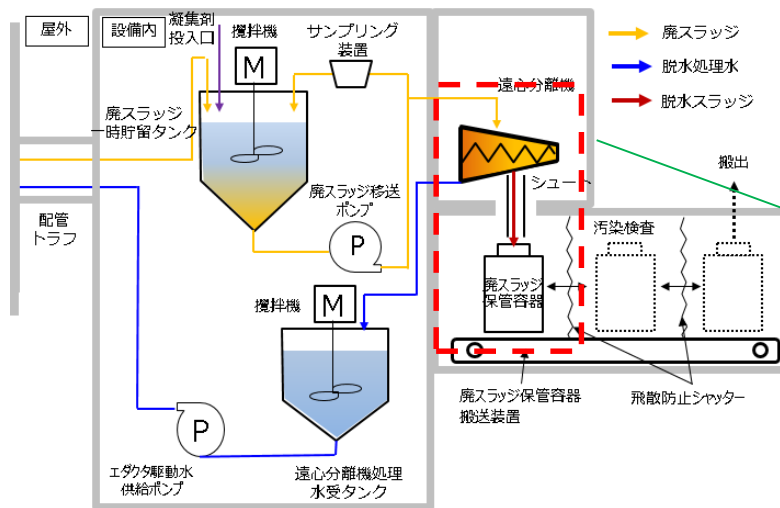 屋外
設備内
凝集剤
投入口
攪拌機
サンプリング
装置
廃スラッジ
脱水処理水
脱水スラッジ
M
遠心分離機
廃スラッジ
一時貯留タンク
搬出
シュート
廃スラッジ移送
ポンプ
配管
トラフ
P
汚染検査
廃スラッジ
保管容器
攪拌機
M
廃スラッジ保管容器
搬送装置
飛散防止シャッター
P
エダクタ駆動水
供給ポンプ
遠心分離機処理
水受タンク